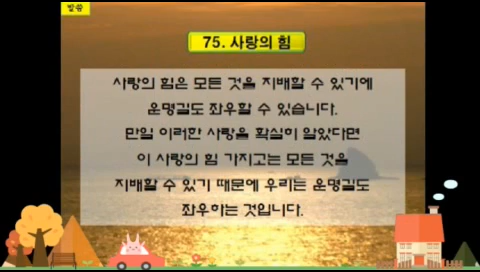 말씀
75. 사랑의 힘
사랑의 힘은 모든 것을 지배할 수 있기에
운명길도 좌우할 수 있습니다.
만일 이러한 사랑을 확실히 알았다면
이 사랑의 힘 가지고는 모든 것을
지배할 수 있기 때문에 우리는 운명길도
좌우하는 것입니다.